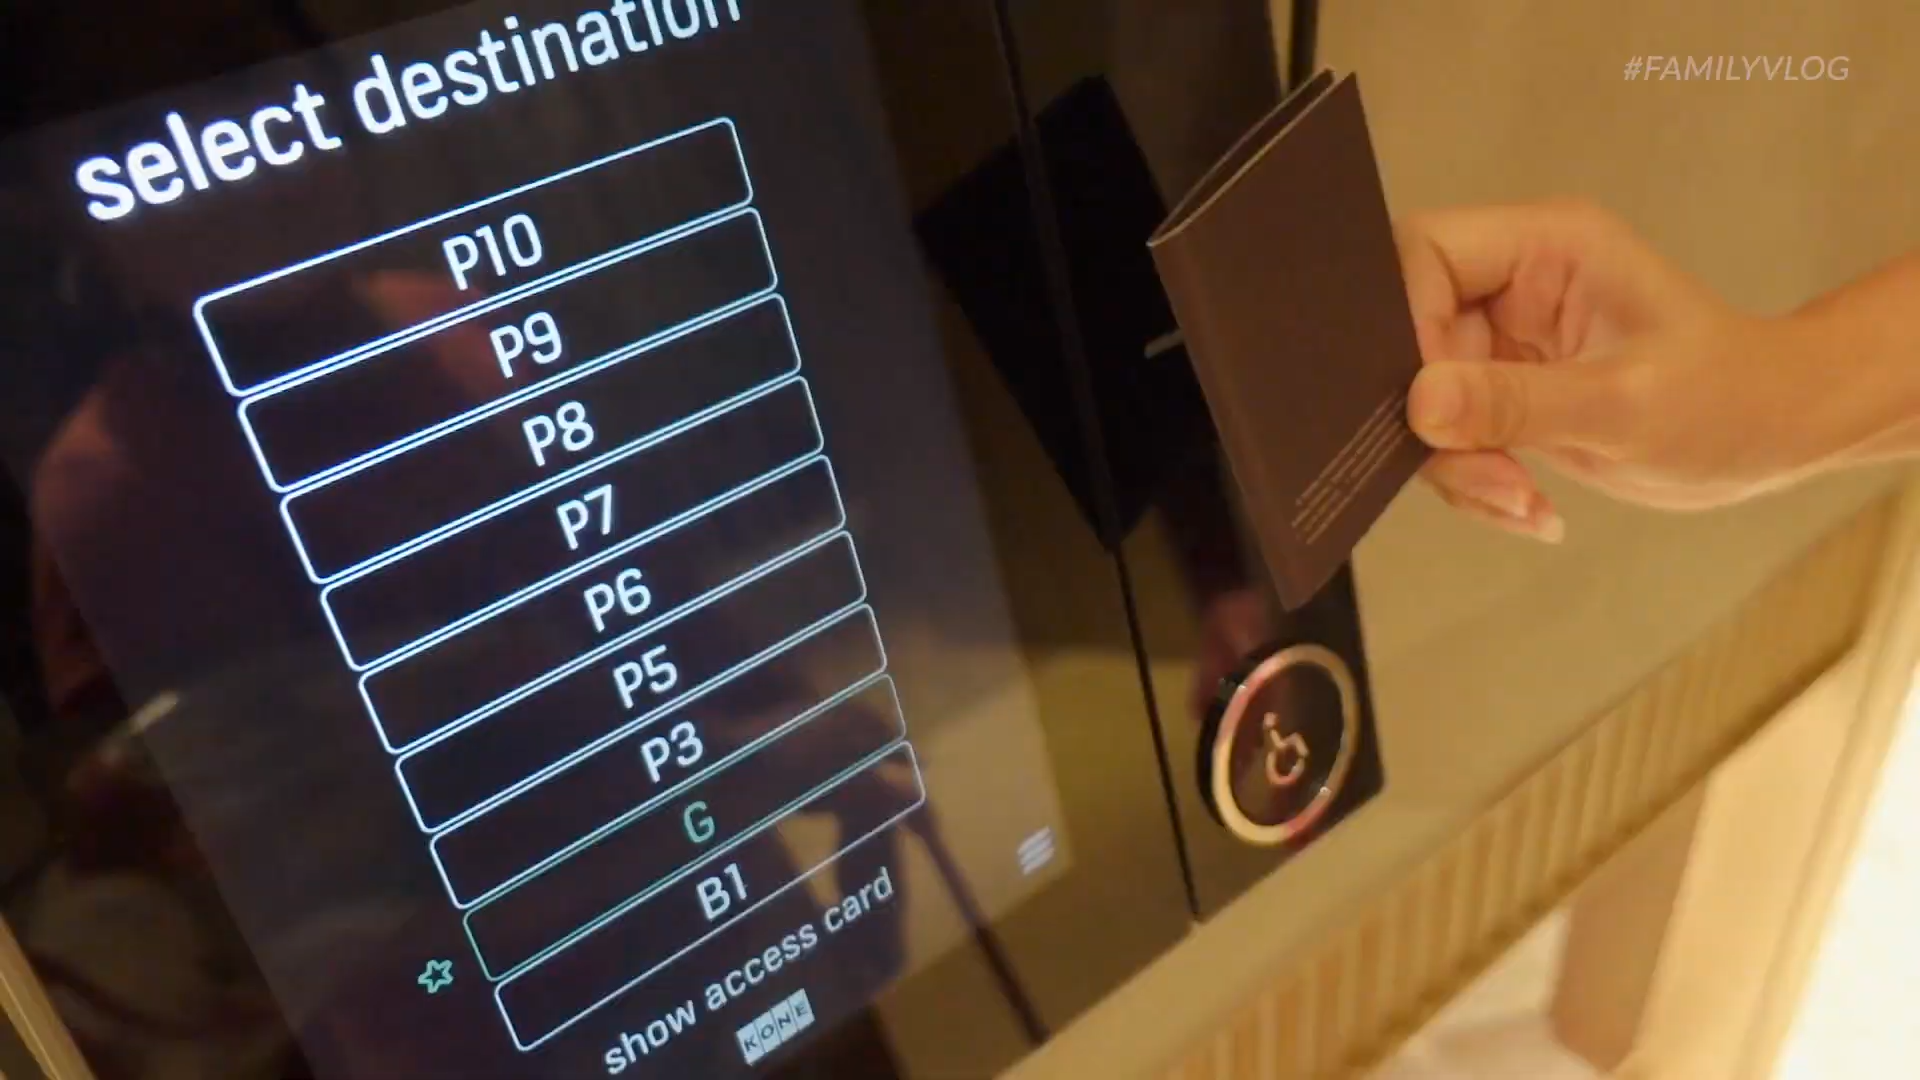 #FAMILYVLOG
select destination
P10
P9
P8
P7
P6
P5
P3
G
B1
show access card
KONE